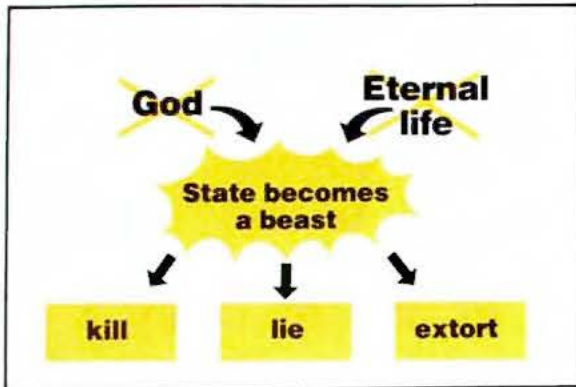 God
Eternal
life
State becomes
a beast
kill
lie
extort